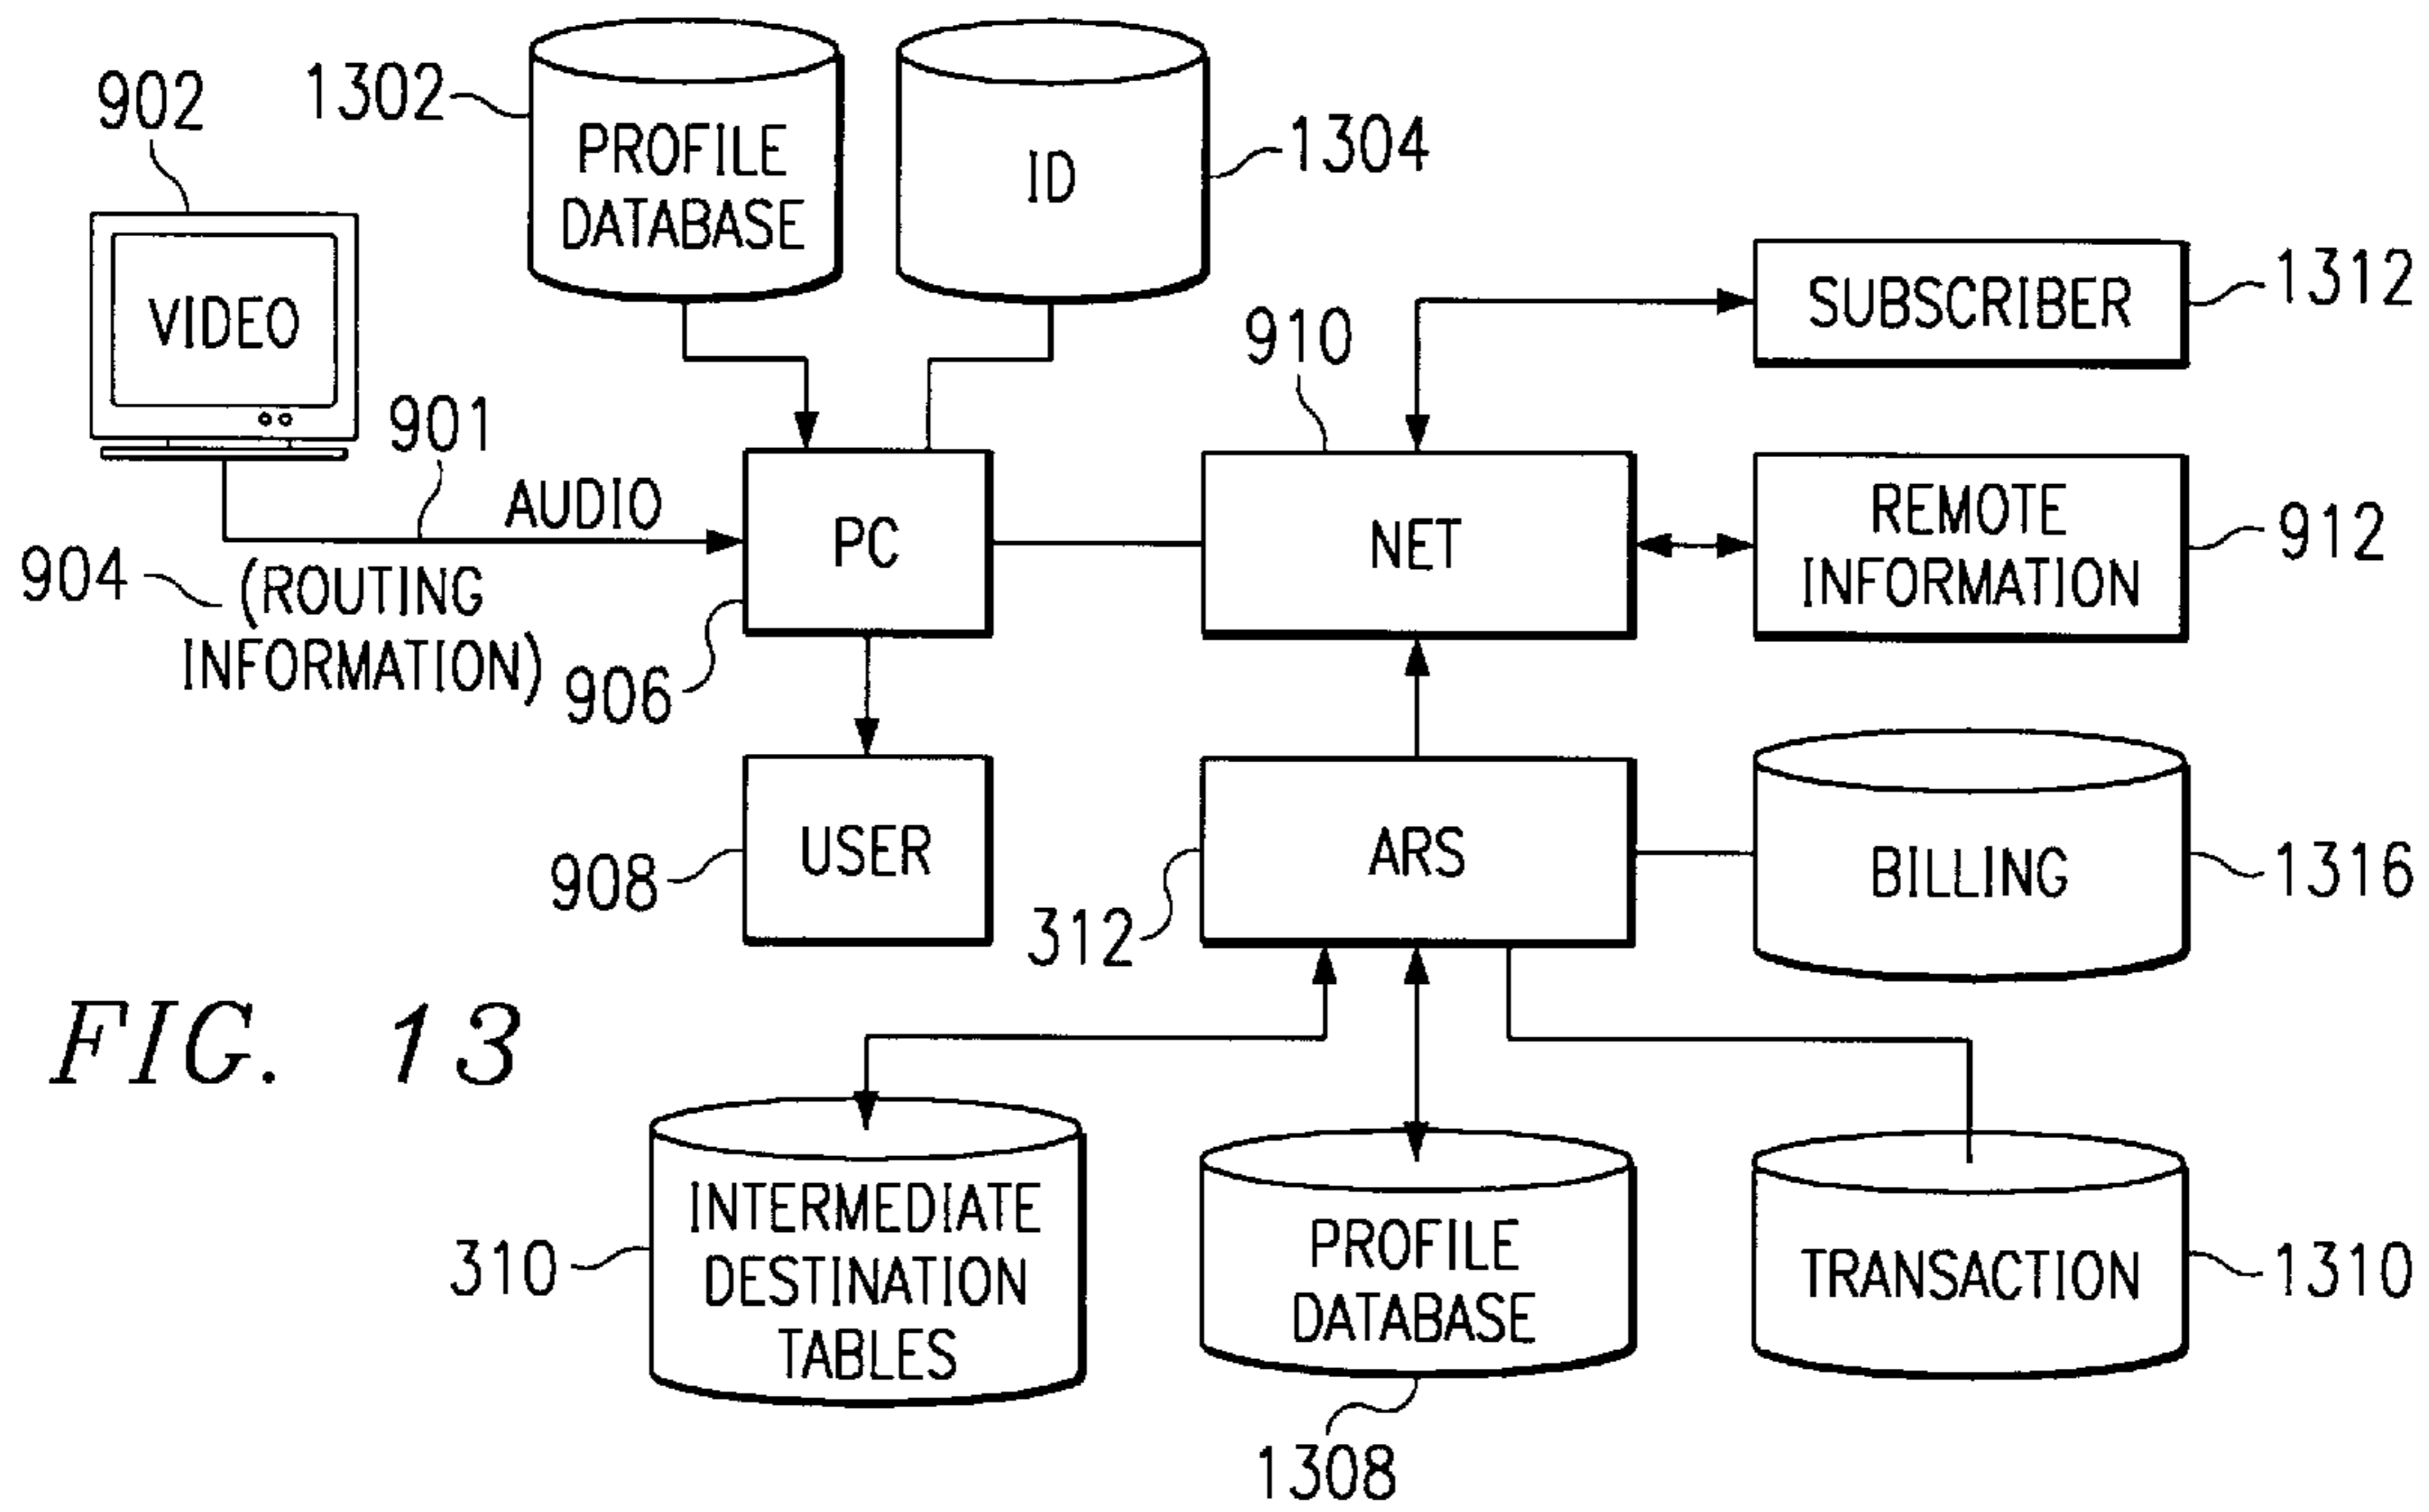 902
1302
PROFILE
DATABASE
ID
1304
VIDEO
SUBSCRIBER
1312
910
901
AUDIO
904
(ROUTING
INFORMATION)
906
PC
NET
REMOTE
INFORMATION
912
USER
908
ARS
312
BILLING
1316
FIG. 13
310
INTERMEDIATE
DESTINATION
TABLES
PROFILE
DATABASE
1308
TRANSACTION
1310